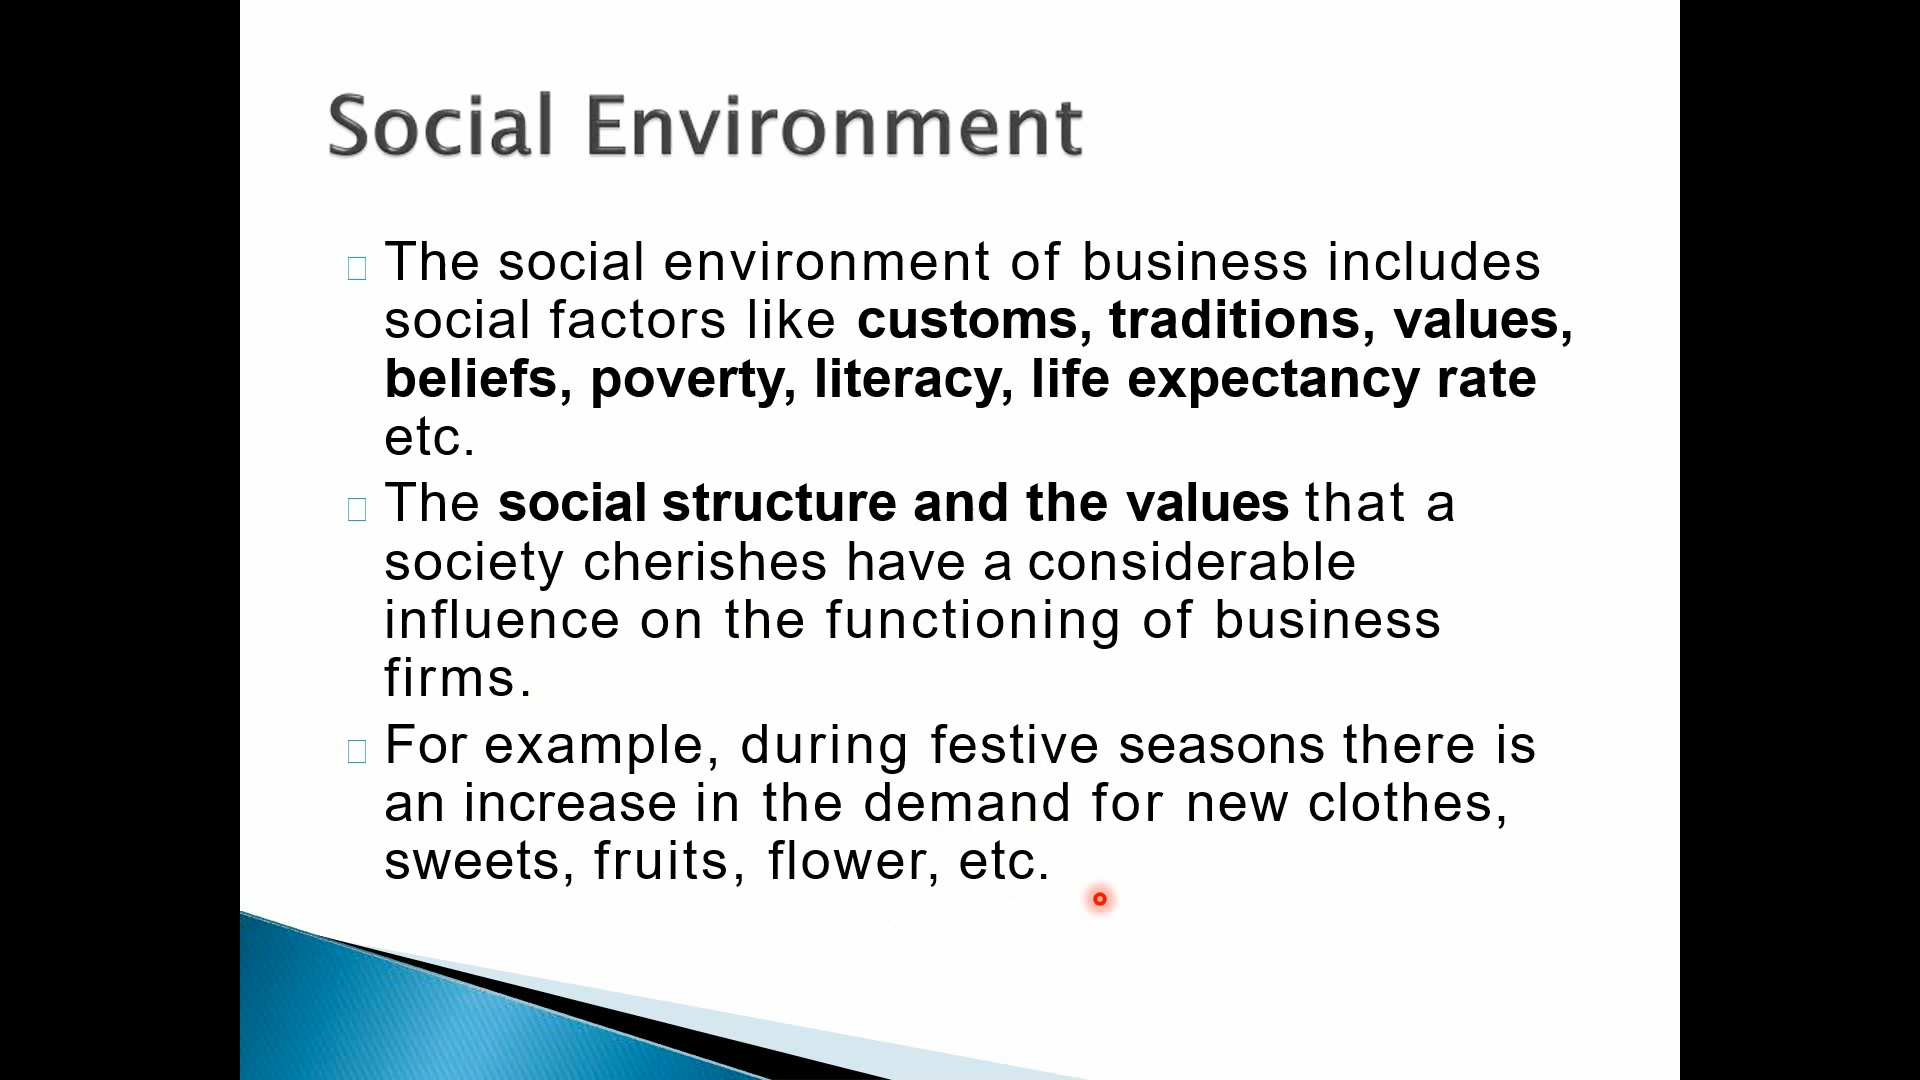 Social Environment
The social environment of business includes
social factors like customs, traditions, values,
beliefs, poverty, literacy, life expectancy rate
etc.
The social structure and the values that a
society cherishes have a considerable
influence on the functioning of business
firms.
For example, during festive seasons there is
an increase in the demand for new clothes,
sweets, fruits, flower, etc.